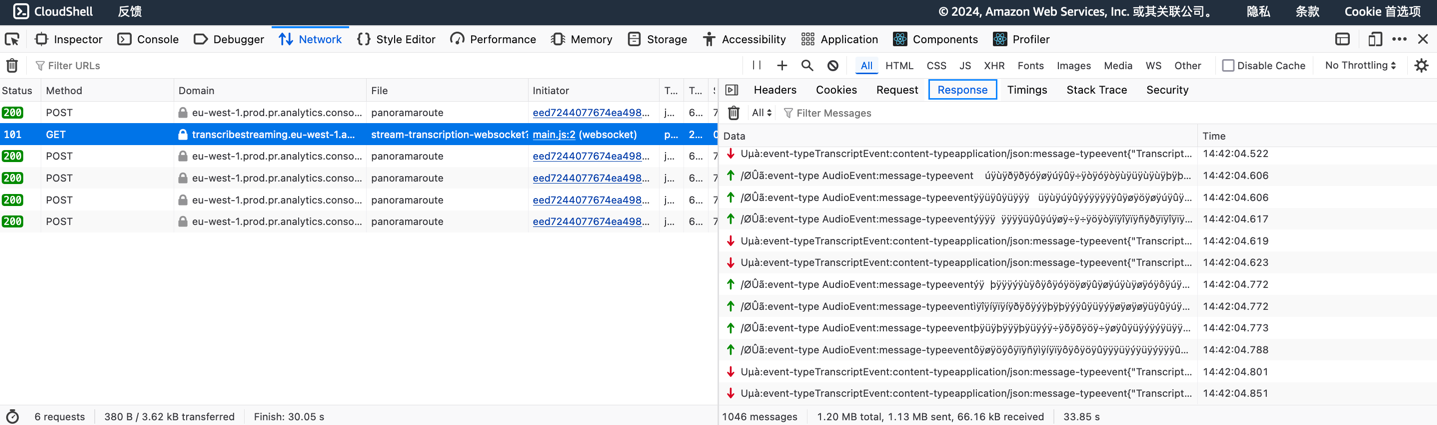 CloudShell 反馈 © 2024, Amazon Web Services, Inc. 或其关联公司。 隐私 条款 Cookie 首选项
Inspector Console Debugger Network Style Editor Performance Memory Storage Accessibility Application Components Profiler
Filter URLs All HTML CSS JS XHR Fonts Images Media WS Other Disable Cache No Throttling
Status Method Domain File Initiator T... T... S
200 POST eu-west-1.prod.pr.analytics.conso... panoramaroute eed7244077674ea498... j... 6... 7
101 GET transcribestreaming.eu-west-1.a... stream-transcription-websocket? main.js:2 (websocket) p... 2... 0
200 POST eu-west-1.prod.pr.analytics.conso... panoramaroute eed7244077674ea498... j... 6... 7
200 POST eu-west-1.prod.pr.analytics.conso... panoramaroute eed7244077674ea498... j... 6... 7
200 POST eu-west-1.prod.pr.analytics.conso... panoramaroute eed7244077674ea498... j... 6... 7
200 POST eu-west-1.prod.pr.analytics.conso... panoramaroute eed7244077674ea498... j... 6... 7
6 requests 380 B / 3.62 kB transferred Finish: 30.05 s
Headers Cookies Request Response Timings Stack Trace Security
All Filter Messages
Data Time
Uµà:event-typeTranscriptEvent:content-typeapplication/json:message-typeevent{"Transcript... 14:42:04.522
/ØÛã:event-type AudioEvent:message-typeevent 14:42:04.606
/ØÛã:event-type AudioEvent:message-typeevent 14:42:04.606
/ØÛã:event-type AudioEvent:message-typeevent 14:42:04.617
Uµà:event-typeTranscriptEvent:content-typeapplication/json:message-typeevent{"Transcript... 14:42:04.619
Uµà:event-typeTranscriptEvent:content-typeapplication/json:message-typeevent{"Transcript... 14:42:04.623
/ØÛã:event-type AudioEvent:message-typeevent 14:42:04.772
/ØÛã:event-type AudioEvent:message-typeevent 14:42:04.772
/ØÛã:event-type AudioEvent:message-typeevent 14:42:04.773
/ØÛã:event-type AudioEvent:message-typeevent 14:42:04.788
Uµà:event-typeTranscriptEvent:content-typeapplication/json:message-typeevent{"Transcript... 14:42:04.801
Uµà:event-typeTranscriptEvent:content-typeapplication/json:message-typeevent{"Transcript... 14:42:04.851
1046 messages 1.20 MB total, 1.13 MB sent, 66.16 kB received 33.85 s